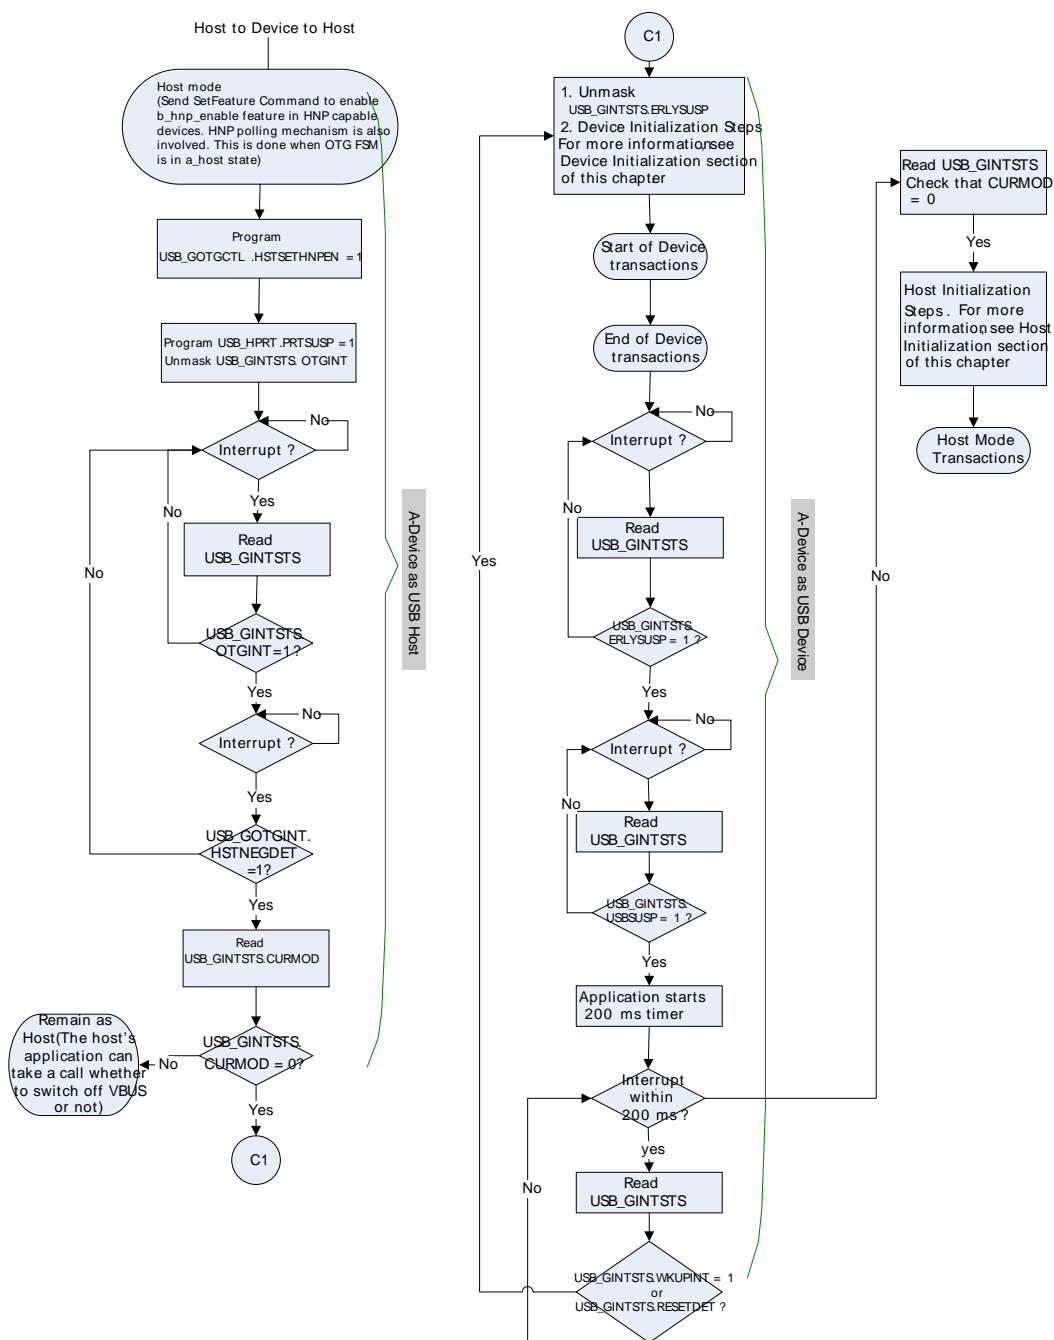 Host to Device to Host
Host mode
(Send SetFeature Command to enable
b_hnp_enable feature in HNP capable
devices. HNP polling mechanism is also
involved. This is done when OTG FSM
is in a_host state)
Program
USB_GOTGCTL .HSTSETHNPEN = 1
Program USB_HPRT.PRTSUSP = 1
Unmask USB_GINTSTS. OTGINT
No
Interrupt ?
Yes
No
Read
USB_GINTSTS
No
USB_GINTSTS.
OTGINT=1?
Yes
No
Interrupt ?
Yes
USB_GOTGINT.
HSTNEGDET
=1?
Yes
Read
USB_GINTSTS.CURMOD
USB_GINTSTS.
CURMOD = 0?
No
Remain as
Host(The host's
application can
take a call whether
to switch off VBUS
or not)
Yes
C1
A-Device as USB Host
C1
1. Unmask
USB_GINTSTS.ERLYSUSP
2. Device Initialization Steps
For more information, see
Device Initialization section
of this chapter
Start of Device
transactions
End of Device
transactions
No
Interrupt ?
No
Read
USB_GINTSTS
Yes
USB_GINTSTS.
ERLYSUSP = 1 ?
Yes
No
Interrupt ?
No
Read
USB_GINTSTS
USB_GINTSTS.
USBSUSP = 1 ?
Yes
Application starts
200 ms timer
Interrupt
within
200 ms?
yes
No
Read
USB_GINTSTS
USB_GINTSTS.WKUPINT = 1
or
USB_GINTSTS.RESETDET ?
A-Device as USB Device
No
Read USB_GINTSTS
Check that CURMOD
= 0
Yes
Host Initialization
Steps. For more
information, see Host
Initialization section
of this chapter
Host Mode
Transactions